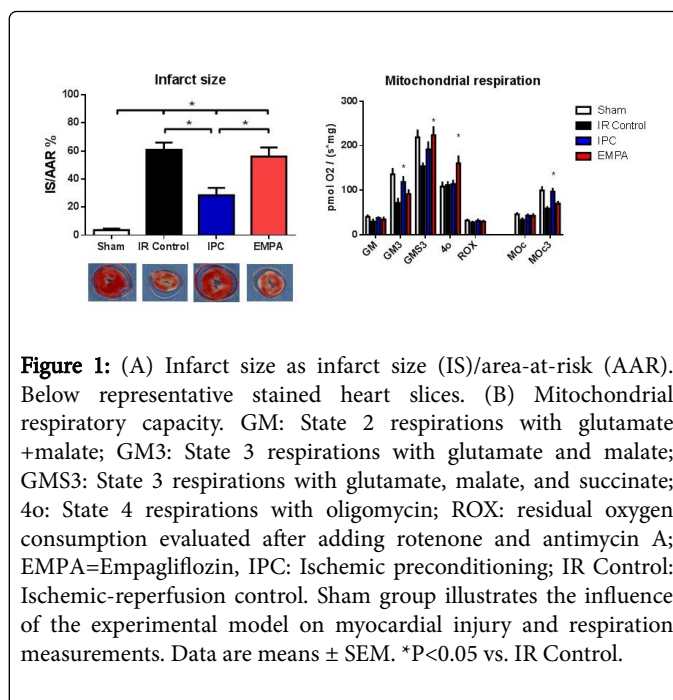 Infarct size
IS/AAR %
100
80
60
40
20
0
* * *
Sham IR Control IPC EMPA
Mitochondrial respiration
pmol O2 / (s*mg)
300
200
100
0
* * * *
GM GM3 GMS3 4o ROX MOc MOc3
Sham
IR Control
IPC
EMPA
Figure 1: (A) Infarct size as infarct size (IS)/area-at-risk (AAR).
Below representative stained heart slices. (B) Mitochondrial
respiratory capacity. GM: State 2 respirations with glutamate
+malate; GM3: State 3 respirations with glutamate and malate;
GMS3: State 3 respirations with glutamate, malate, and succinate;
4o: State 4 respirations with oligomycin; ROX: residual oxygen
consumption evaluated after adding rotenone and antimycin A;
EMPA=Empagliflozin, IPC: Ischemic preconditioning; IR Control:
Ischemic-reperfusion control. Sham group illustrates the influence
of the experimental model on myocardial injury and respiration
measurements. Data are means ± SEM. *P<0.05 vs. IR Control.